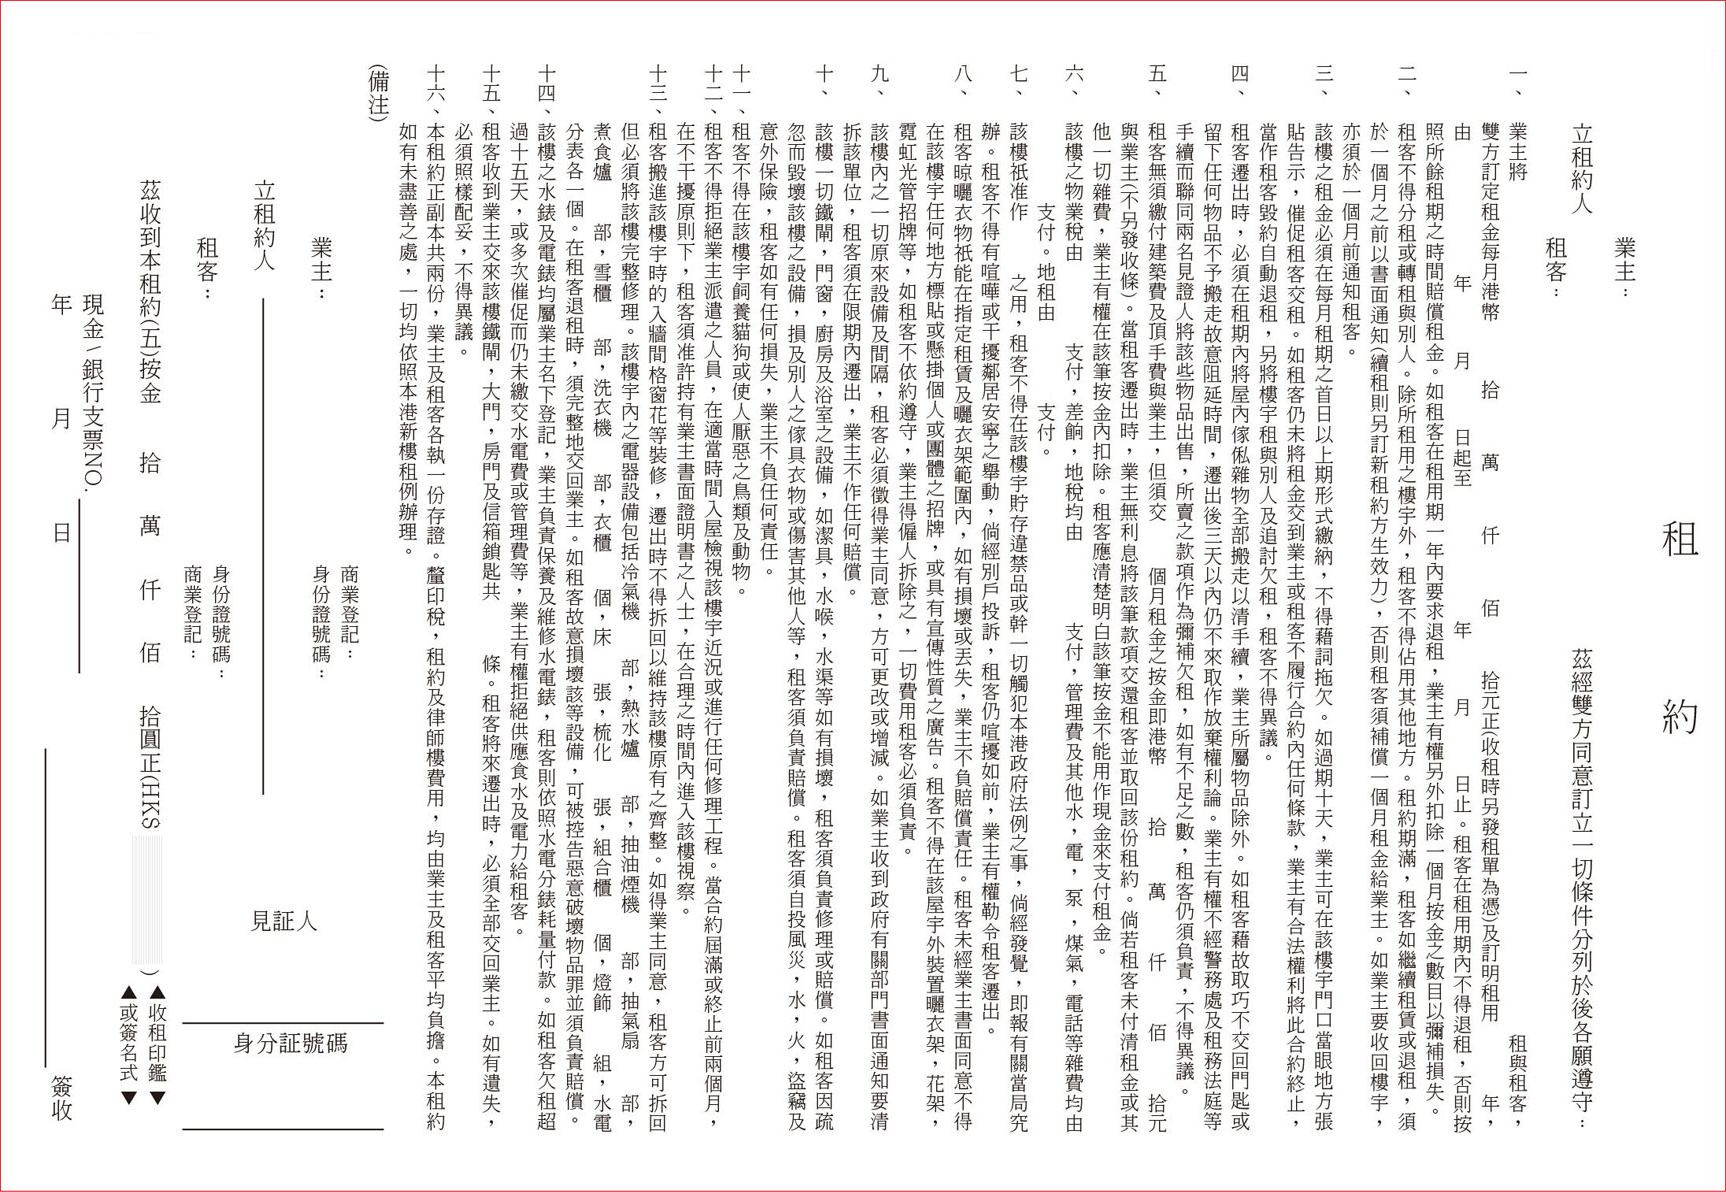 租約
業主：
立租約人　茲經雙方同意訂立一切條件分列於後各願遵守：
租客：
一、業主將　租與租客，
雙方訂定租金每月港幣　拾　萬　仟　佰　拾元正(收租時另發租單為憑)及訂明租用　年，
由　年　月　日起至　年　月　日止。租客在租用期內不得退租，否則按
照所餘租期之時間賠償租金。如租客在租用期一年內要求退租，業主有權另外扣除一個月按金之數目以彌補損失。
二、租客不得分租或轉租與別人。除所租用之樓宇外，租客不得佔用其他地方。租約期滿，租客如繼續租賃或退租，須
於一個月之前以書面通知(續租則另訂新租約方生效力)，否則租客須補償一個月租金給業主。如業主要收回樓宇，
亦須於一個月前通知租客。
三、該樓之租金必須在每月租期之首日以上期形式繳納，不得藉詞拖欠。如過期十天，業主可在該樓宇門口當眼地方張
貼告示，催促租客交租。如租客仍未將租金交到業主或租客不履行合約內任何條款，業主有合法權利將此合約終止，
當作租客毀約自動退租，另將樓宇租與別人及追討欠租，租客不得異議。
四、租客遷出時，必須在租期內將屋內傢俬雜物全部搬走以清手續，業主所屬物品除外。如租客藉故取巧不交回門匙或
留下任何物品不予搬走故意阻延時間，遷出後三天以內仍不來取作放棄權利論。業主有權不經警務處及租務法庭等
手續而聯同兩名見證人將該些物品出售，所賣之款項作為彌補欠租，如有不足之數，租客仍須負責，不得異議。
五、租客無須繳付建築費及頂手費與業主，但須交　個月租金之按金即港幣　拾　萬　仟　佰　拾元
與業主(不另發收條)。當租客遷出時，業主無利息將該筆款項交還租客並取回該份租約。倘若租客未付清租金或其
他一切雜費，業主有權在該筆按金內扣除。租客應清楚明白該筆按金不能用作現金來支付租金。
六、該樓之物業稅由　支付，差餉，地稅均由　支付，管理費及其他水，電，泵，煤氣，電話等雜費均由
支付。地租由　支付。
七、該樓祇准作　之用，租客不得在該樓宇貯存違禁品或幹一切觸犯本港政府法例之事，倘經發覺，即報有關當局究
辦。租客不得有喧嘩或干擾鄰居安寧之舉動，倘經別戶投訴，租客仍喧擾如前，業主有權勒令租客遷出。
八、租客晾曬衣物祇能在指定租賃及曬衣架範圍內，如有損壞或丟失，業主不負賠償責任。租客未經業主書面同意不得
在該樓宇任何地方標貼或懸掛個人或團體之招牌，或具有宣傳性質之廣告。租客不得在該屋宇外裝置曬衣架，花架，
霓虹光管招牌等，如租客不依約遵守，業主得僱人拆除之，一切費用租客必須負責。
九、該樓內之一切原來設備及間隔，租客必須徵得業主同意，方可更改或增減。如業主收到政府有關部門書面通知要清
拆該單位，租客須在限期內遷出，業主不作任何賠償。
十、該樓一切鐵閘，門窗，廚房及浴室之設備，如潔具，水喉，水渠等如有損壞，租客須負責修理或賠償。如租客因疏
忽而毀壞該樓之設備，損及別人之傢具衣物或傷害其他人等，租客須負責賠償。租客須自投風災，水，火，盜竊及
意外保險，租客如有任何損失，業主不負任何責任。
十一、租客不得在該樓宇飼養貓狗或使人厭惡之鳥類及動物。
十二、租客不得拒絕業主派遣之人員，在適當時間入屋檢視該樓宇近況或進行任何修理工程。當合約屆滿或終止前兩個月，
在不干擾原則下，租客須准許持有業主書面證明書之人士，在合理之時間內進入該樓視察。
十三、租客搬進該樓宇時的入牆間格窗花等裝修，遷出時不得拆回以維持該樓原有之齊整。如得業主同意，租客方可拆回
但必須將該樓完整修理。該樓宇內之電器設備包括冷氣機　部，熱水爐　部，抽油煙機　部，抽氣扇　部，
煮食爐　部，雪櫃　部，洗衣機　部，衣櫃　個，床　張，梳化　張，組合櫃　個，燈飾　組，水電
分表各一個。在租客退租時，須完整地交回業主。如租客故意損壞該等設備，可被控告惡意破壞物品罪並須負責賠償。
十四、該樓之水錶及電錶均屬業主名下登記，業主負責保養及維修水電錶，租客則依照水電分錶耗量付款。如租客欠租超
過十五天，或多次催促而仍未繳交水電費或管理費等，業主有權拒絕供應食水及電力給租客。
十五、租客收到業主交來該樓鐵閘，大門，房門及信箱鎖匙共　條。租客將來遷出時，必須全部交回業主。如有遺失，
必須照樣配妥，不得異議。
十六、本租約正副本共兩份，業主及租客各執一份存證。釐印稅，租約及律師樓費用，均由業主及租客平均負擔。本租約
如有未盡善之處，一切均依照本港新樓租例辦理。
(備注)
業主：
商業登記：
身份證號碼：
立租約人
見証人
租客：
身份證號碼：
商業登記：
身分証號碼
茲收到本租約(五)按金　拾　萬　仟　佰　拾圓正(HK$　)
▲收租印鑑▼
▲或簽名式▼
現金\銀行支票NO.
年　月　日
簽收